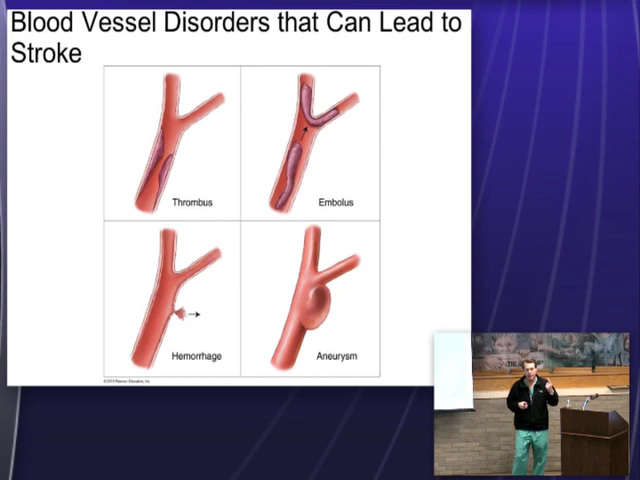 Blood Vessel Disorders that Can Lead to
Stroke
Thrombus
Embolus
Hemorrhage
Aneurysm